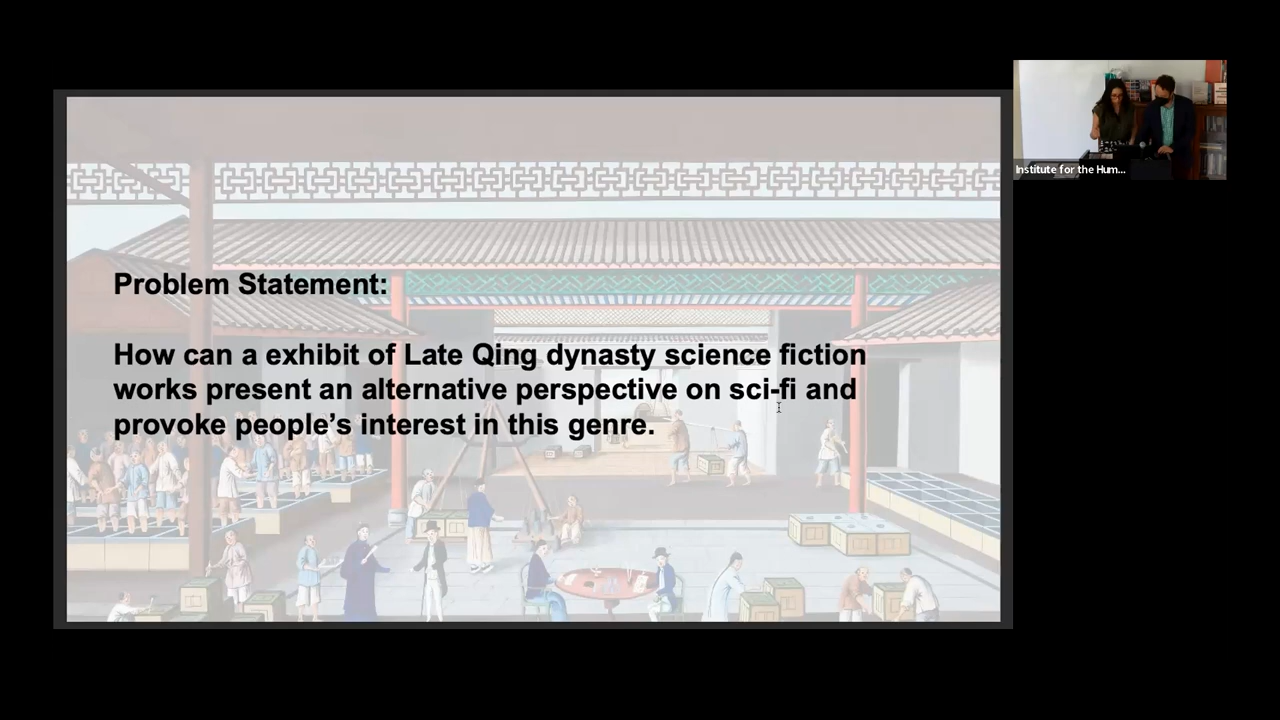 Problem Statement:
How can a exhibit of Late Qing dynasty science fiction
works present an alternative perspective on sci-fi and
provoke people’s interest in this genre.
Institute for the Hum...